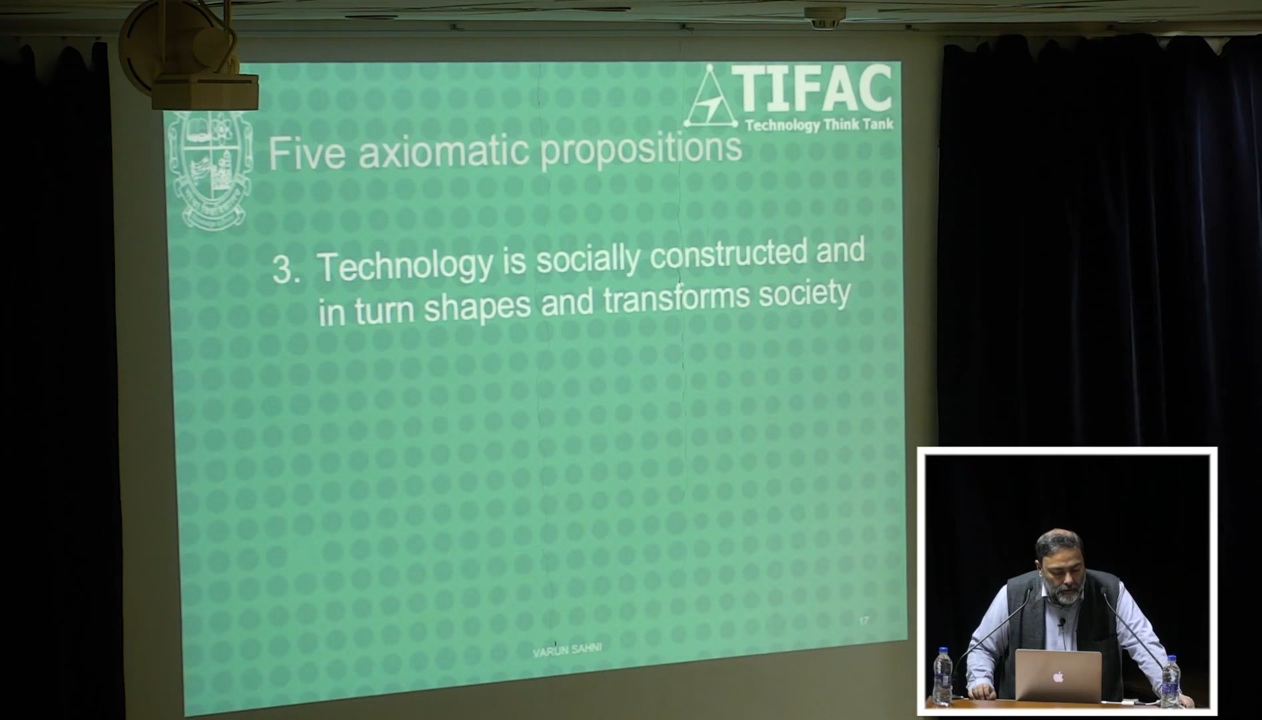 TIFAC
Technology Think Tank
Five axiomatic propositions
3. Technology is socially constructed and
in turn shapes and transforms society
17
VARUN SAHNI